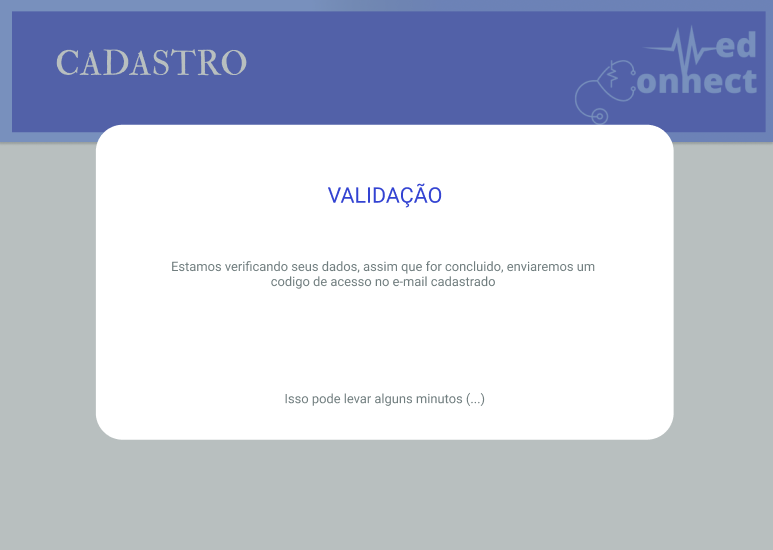 CADASTRO
ed
onnect
VALIDAÇÃO
Estamos verificando seus dados, assim que for concluido, enviaremos um
codigo de acesso no e-mail cadastrado
Isso pode levar alguns minutos (...)